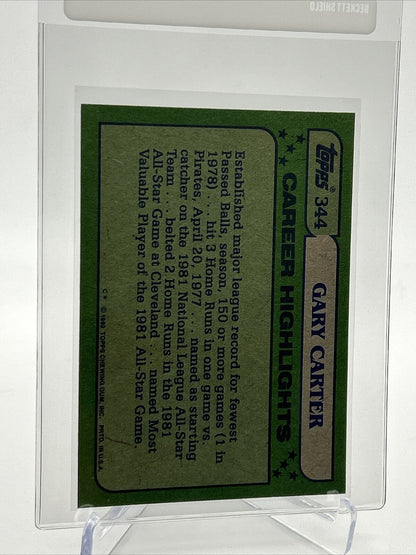 BECKETT SHIELD
topps® 344 GARY CARTER
CAREER HIGHLIGHTS
Established major league record for fewest
Passed Balls, season, 150 or more games (1 in
1978) . . . hit 3 Home Runs in one game vs.
Pirates, April 20, 1977 . . . named as starting
catcher on the 1981 National League All-Star
Team . . . belted 2 Home Runs in the 1981
All-Star Game at Cleveland . . . named Most
Valuable Player of the 1981 All-Star Game.
© 1982 TOPPS CHEWING GUM, INC. PRTD. IN U.S.A.